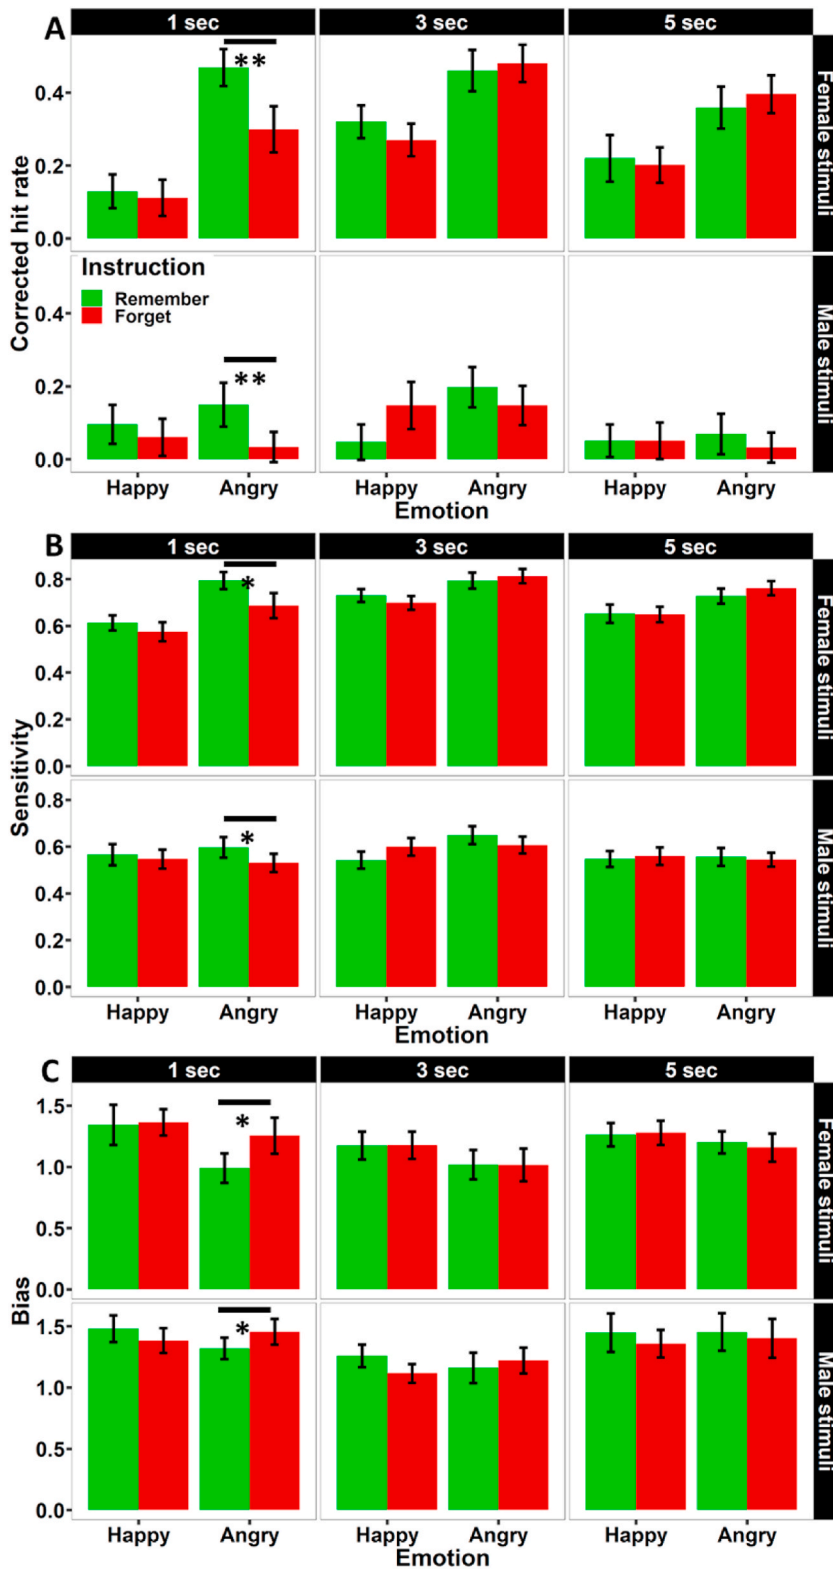 A
1 sec 3 sec 5 sec
Corrected hit rate
0.4
0.2
0.0
Female stimuli
** 
Instruction
Remember
Forget
0.4
0.2
0.0
**
Male stimuli
Happy Angry Happy Angry Happy Angry
Emotion
B
1 sec 3 sec 5 sec
Sensitivity
0.8
0.6
0.4
0.2
0.0
*
Female stimuli
0.8
0.6
0.4
0.2
0.0
*
Male stimuli
Happy Angry Happy Angry Happy Angry
Emotion
C
1 sec 3 sec 5 sec
Bias
1.5
1.0
0.5
0.0
*
Female stimuli
1.5
1.0
0.5
0.0
*
Male stimuli
Happy Angry Happy Angry Happy Angry
Emotion